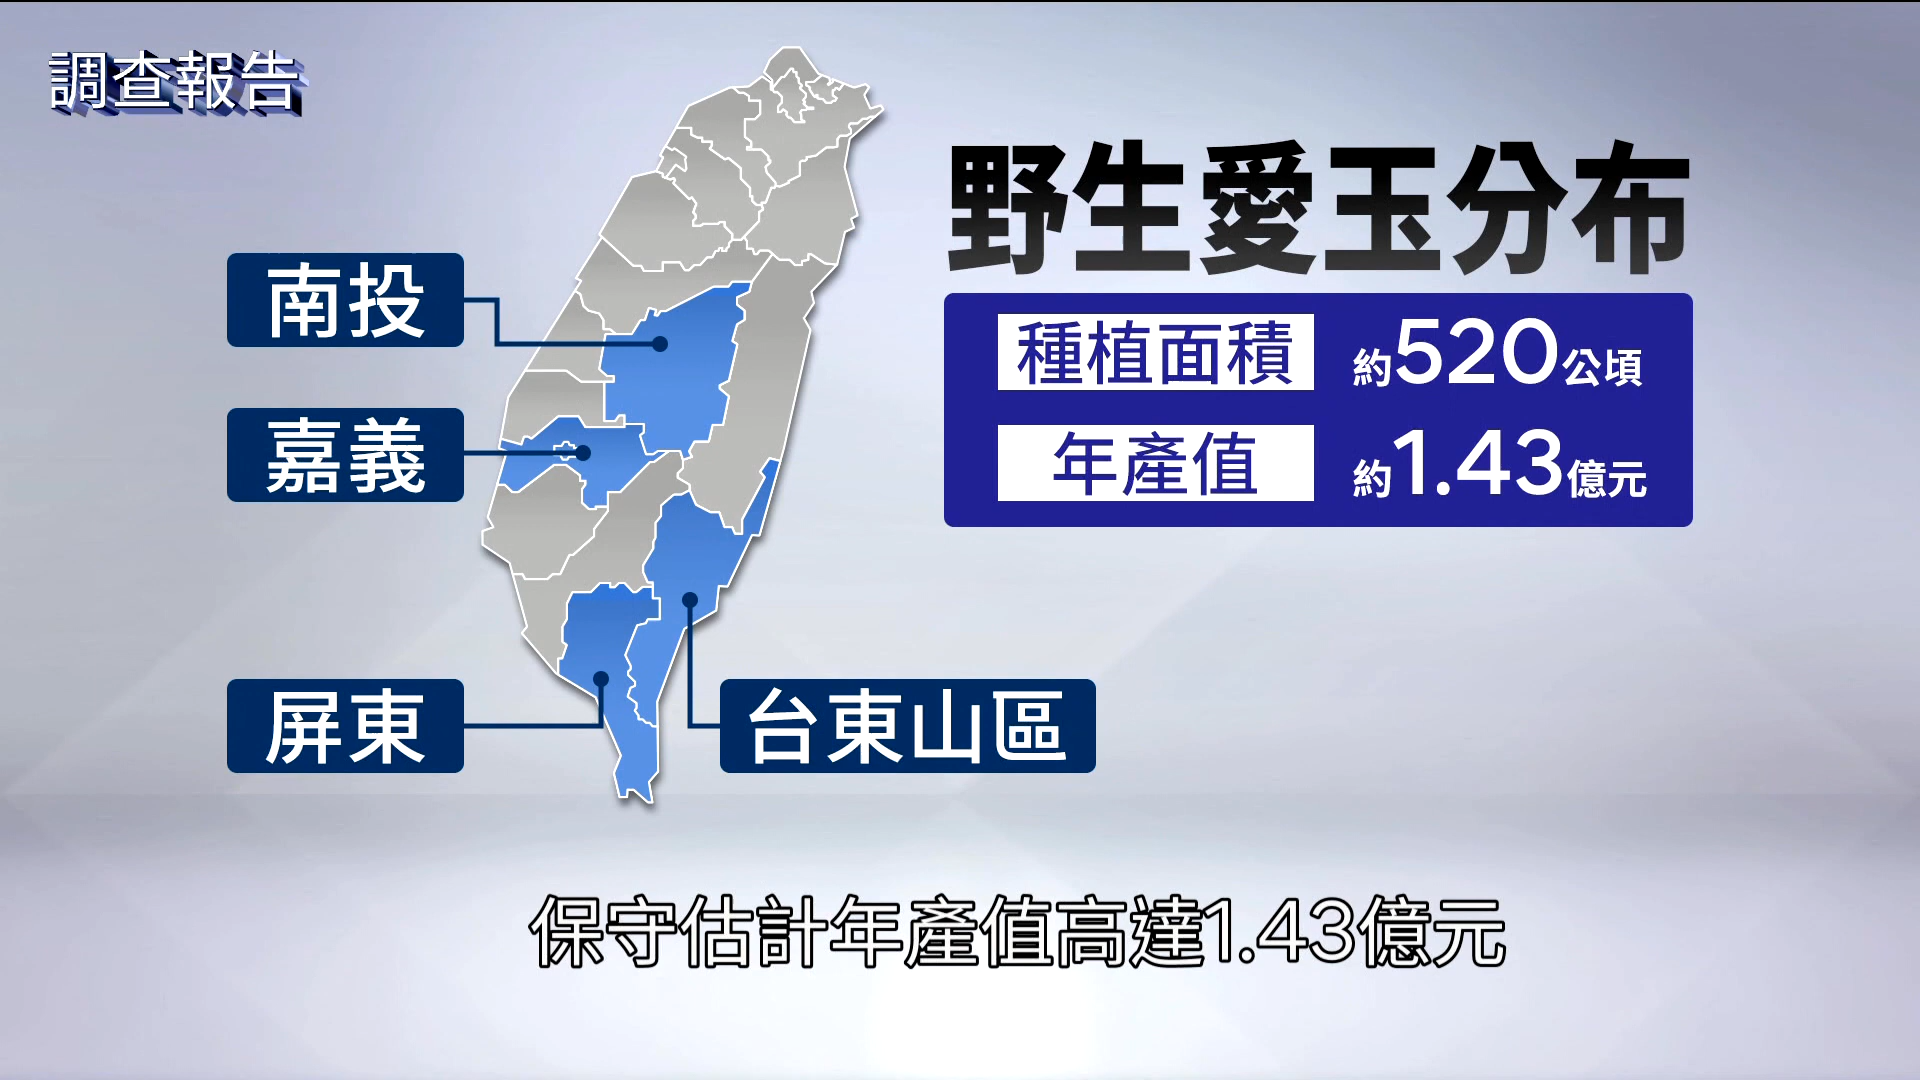 調查報告
野生愛玉分布
種植面積 約520公頃
年產值 約1.43億元
南投
嘉義
屏東
台東山區
保守估計年產值高達1.43億元